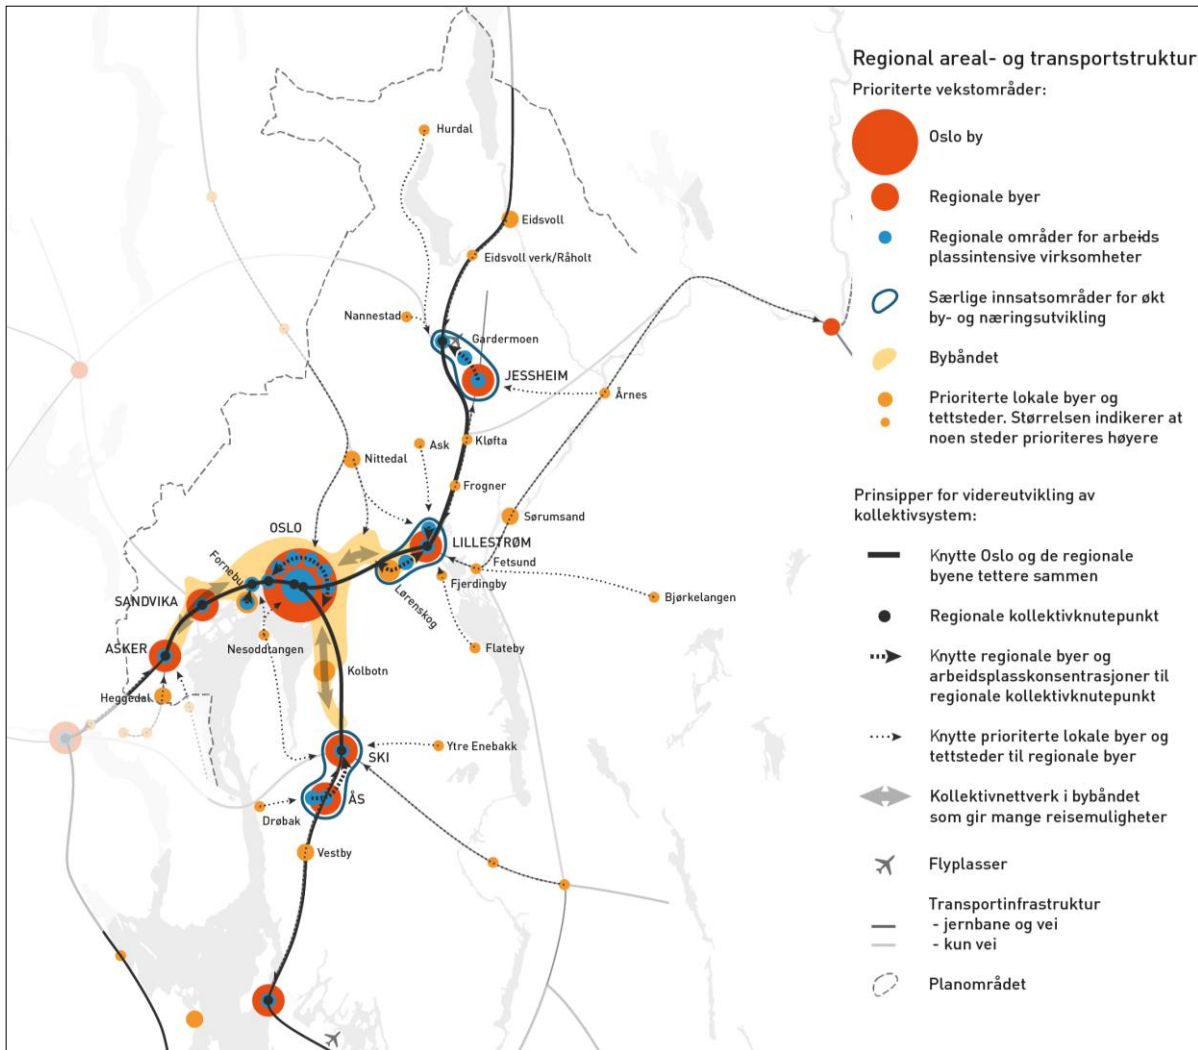 Regional areal- og transportstruktur
Prioriterte vekstområder:
Oslo by
Regionale byer
Regionale områder for arbeids
plassintensive virksomheter
Særlige innsatsområder for økt
by- og næringsutvikling
Bybåndet
Prioriterte lokale byer og
tettsteder. Størrelsen indikerer at
noen steder prioriteres høyere
Prinsipper for videreutvikling av
kollektivsystem:
Knytte Oslo og de regionale
byene tettere sammen
Regionale kollektivknutepunkt
Knytte regionale byer og
arbeidsplasskonsentrasjoner til
regionale kollektivknutepunkt
Knytte prioriterte lokale byer og
tettsteder til regionale byer
Kollektivnettverk i bybåndet
som gir mange reisemuligheter
Flyplasser
Transportinfrastruktur
- jernbane og vei
- kun vei
Planområdet
Hurdal
Eidsvoll
Eidsvoll verk/Råholt
Nannestad
Gardermoen
JESSHEIM
Årnes
Ask
Kløfta
Nittedal
Frogner
Sørumsand
OSLO
LILLESTRØM
Fornebu
Fetsund
Fjerdingby
Lørenskog
Bjørkelangen
SANDVIKA
Nesoddtangen
ASKER
Flateby
Kolbotn
Heggedal
Ytre Enebakk
SKI
ÅS
Drøbak
Vestby